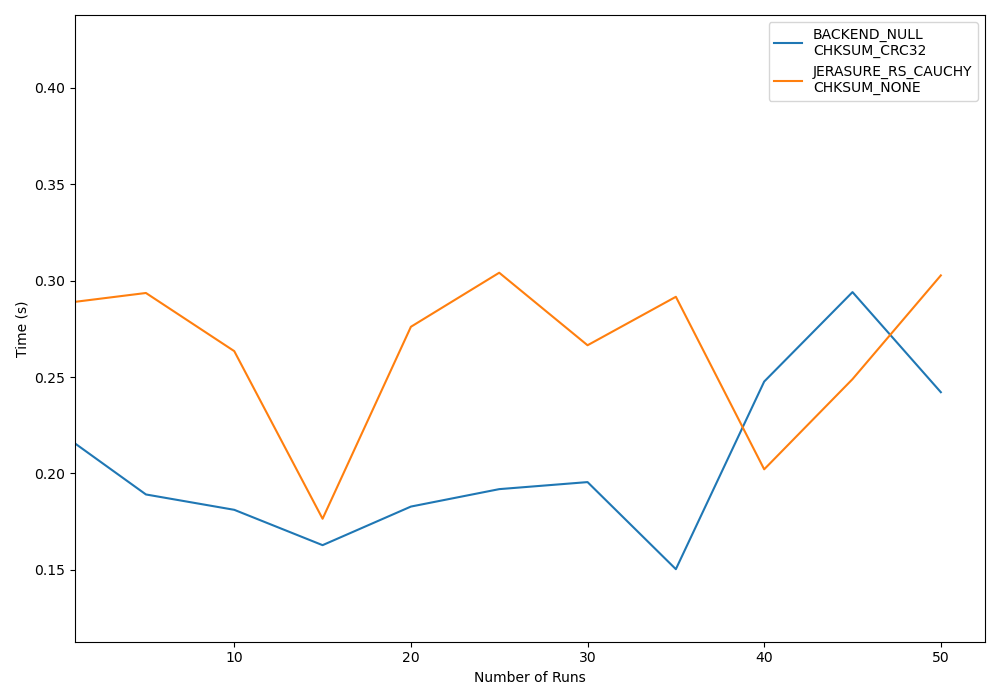 BACKEND_NULL
CHKSUM_CRC32
JERASURE_RS_CAUCHY
CHKSUM_NONE
0.40
0.35
0.30
0.25
0.20
0.15
Time (s)
10 20 30 40 50
Number of Runs